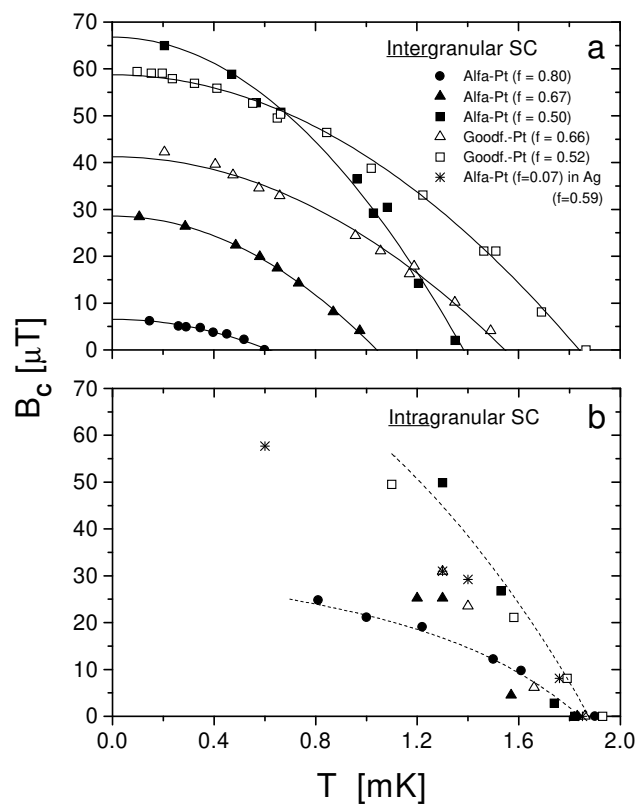 70
60
50
40
30
20
10
0
Intergranular SC a
Alfa-Pt (f = 0.80)
Alfa-Pt (f = 0.67)
Alfa-Pt (f = 0.50)
Goodf.-Pt (f = 0.66)
Goodf.-Pt (f = 0.52)
Alfa-Pt (f=0.07) in Ag
(f=0.59)
B_c [μT]
70
60
50
40
30
20
10
0
Intragranular SC b
0.0 0.4 0.8 1.2 1.6 2.0
T [mK]